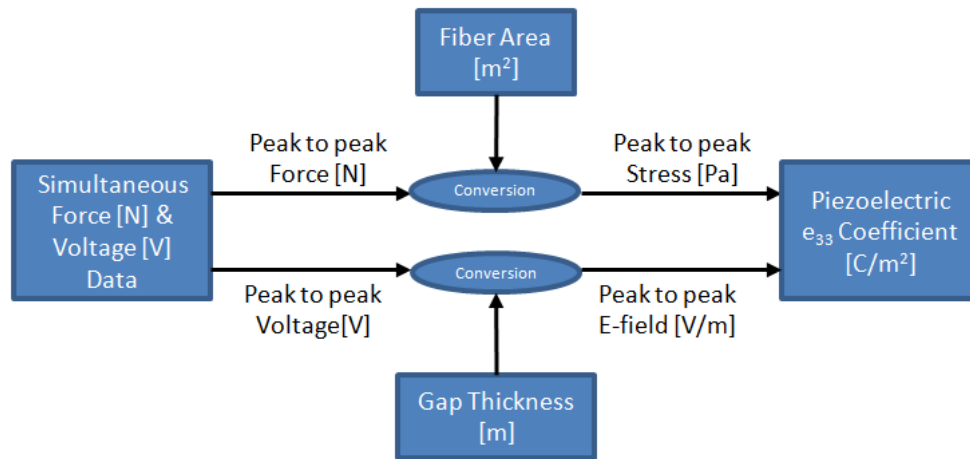 Fiber Area
[m²]
Peak to peak
Force [N]
Peak to peak
Stress [Pa]
Simultaneous
Force [N] &
Voltage [V]
Data
Conversion
Piezoelectric
e₃₃ Coefficient
[C/m²]
Conversion
Peak to peak
Voltage[V]
Peak to peak
E-field [V/m]
Gap Thickness
[m]